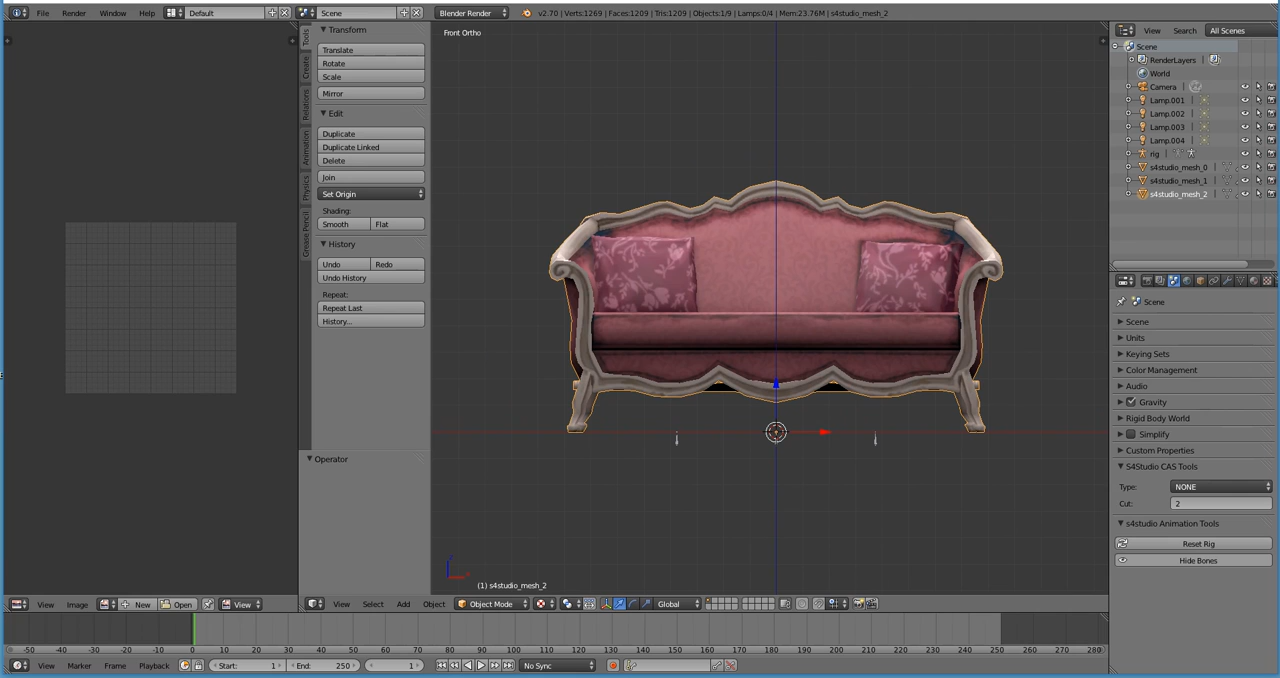 File Render Window Help Default Scene Blender Render v2.70 | Verts:1269 | Faces:1209 | Tris:1209 | Objects:1/9 | Lamps:0/4 | Mem:23.76M | s4studio_mesh_2
Tools
Create
Relations
Animation
Physics
Grease Pencil
Transform
Translate
Rotate
Scale
Mirror
Edit
Duplicate
Duplicate Linked
Delete
Join
Set Origin
Shading:
Smooth Flat
History
Undo Redo
Undo History
Repeat:
Repeat Last
History...
Operator
Front Ortho
(1) s4studio_mesh_2
View Search All Scenes
Scene
RenderLayers
World
Camera
Lamp.001
Lamp.002
Lamp.003
Lamp.004
rig
s4studio_mesh_0
s4studio_mesh_1
s4studio_mesh_2
Scene
Scene
Units
Keying Sets
Color Management
Audio
Gravity
Rigid Body World
Simplify
Custom Properties
S4Studio CAS Tools
Type: NONE
Cut: 2
s4studio Animation Tools
Reset Rig
Hide Bones
View Image New Open View
View Select Add Object Object Mode Global
-50 -40 -30 -20 -10 0 10 20 30 40 50 60 70 80 90 100 110 120 130 140 150 160 170 180 190 200 210 220 230 240 250 260 270 280
View Marker Frame Playback Start: 1 End: 250 1 No Sync